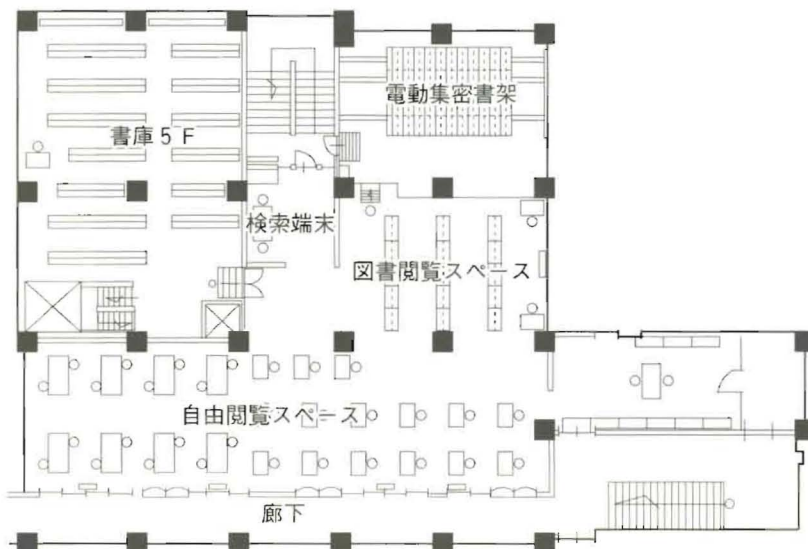 電動集密書架
書庫5F
検索端末
図書閲覧スペース
自由閲覧スペース
廊下